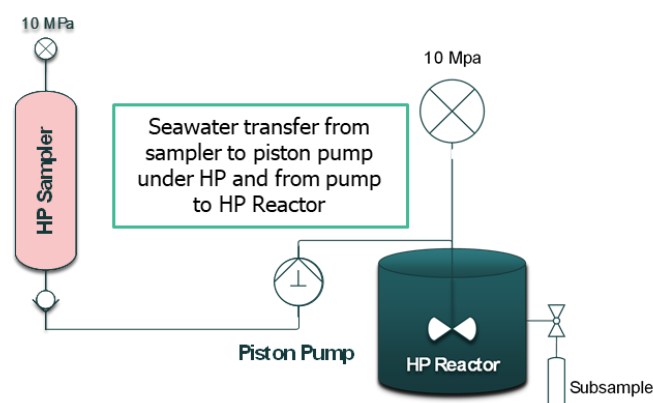 10 MPa
HP Sampler
Seawater transfer from
sampler to piston pump
under HP and from pump
to HP Reactor
10 Mpa
Piston Pump
HP Reactor
Subsample